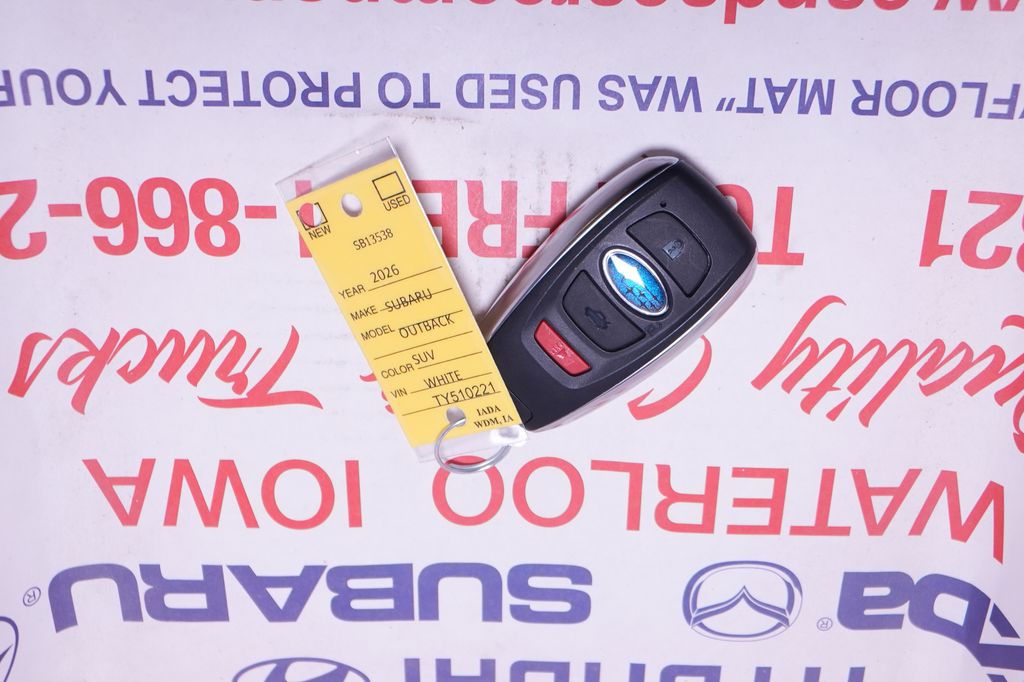 NEW
USED
SB13538
YEAR 2026
MAKE SUBARU
MODEL OUTBACK
COLOR SUV
VIN WHITE
TY510221
IADA
WDM, IA
SUBARU®
WATERLOO IOWA
Quality
Trucks
-866-2
FLOOR MAT" WAS USED TO PROTECT YOUR